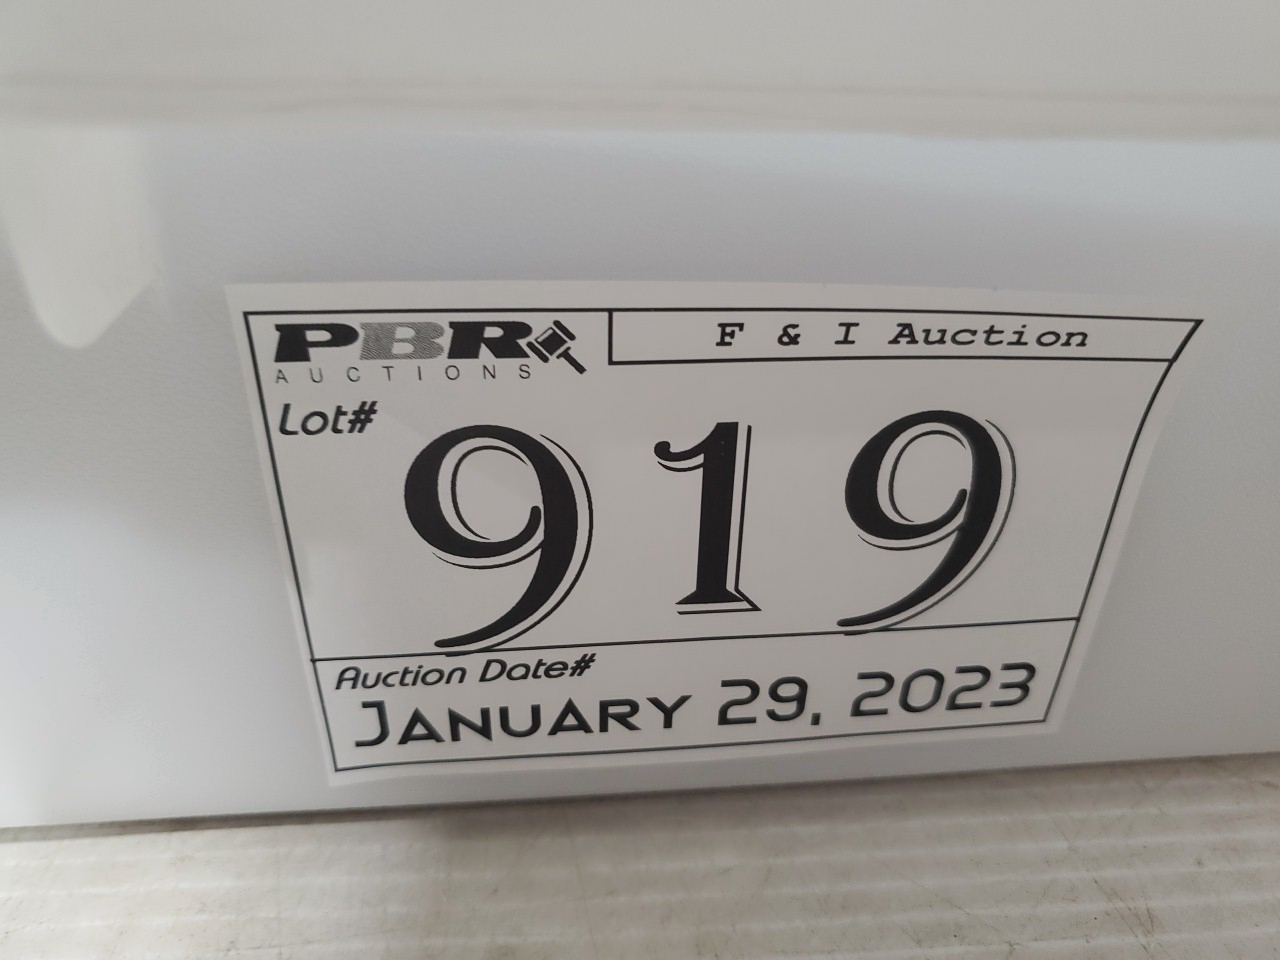 PBR
AUCTIONS
F & I Auction
Lot#
919
Auction Date#
JANUARY 29, 2023